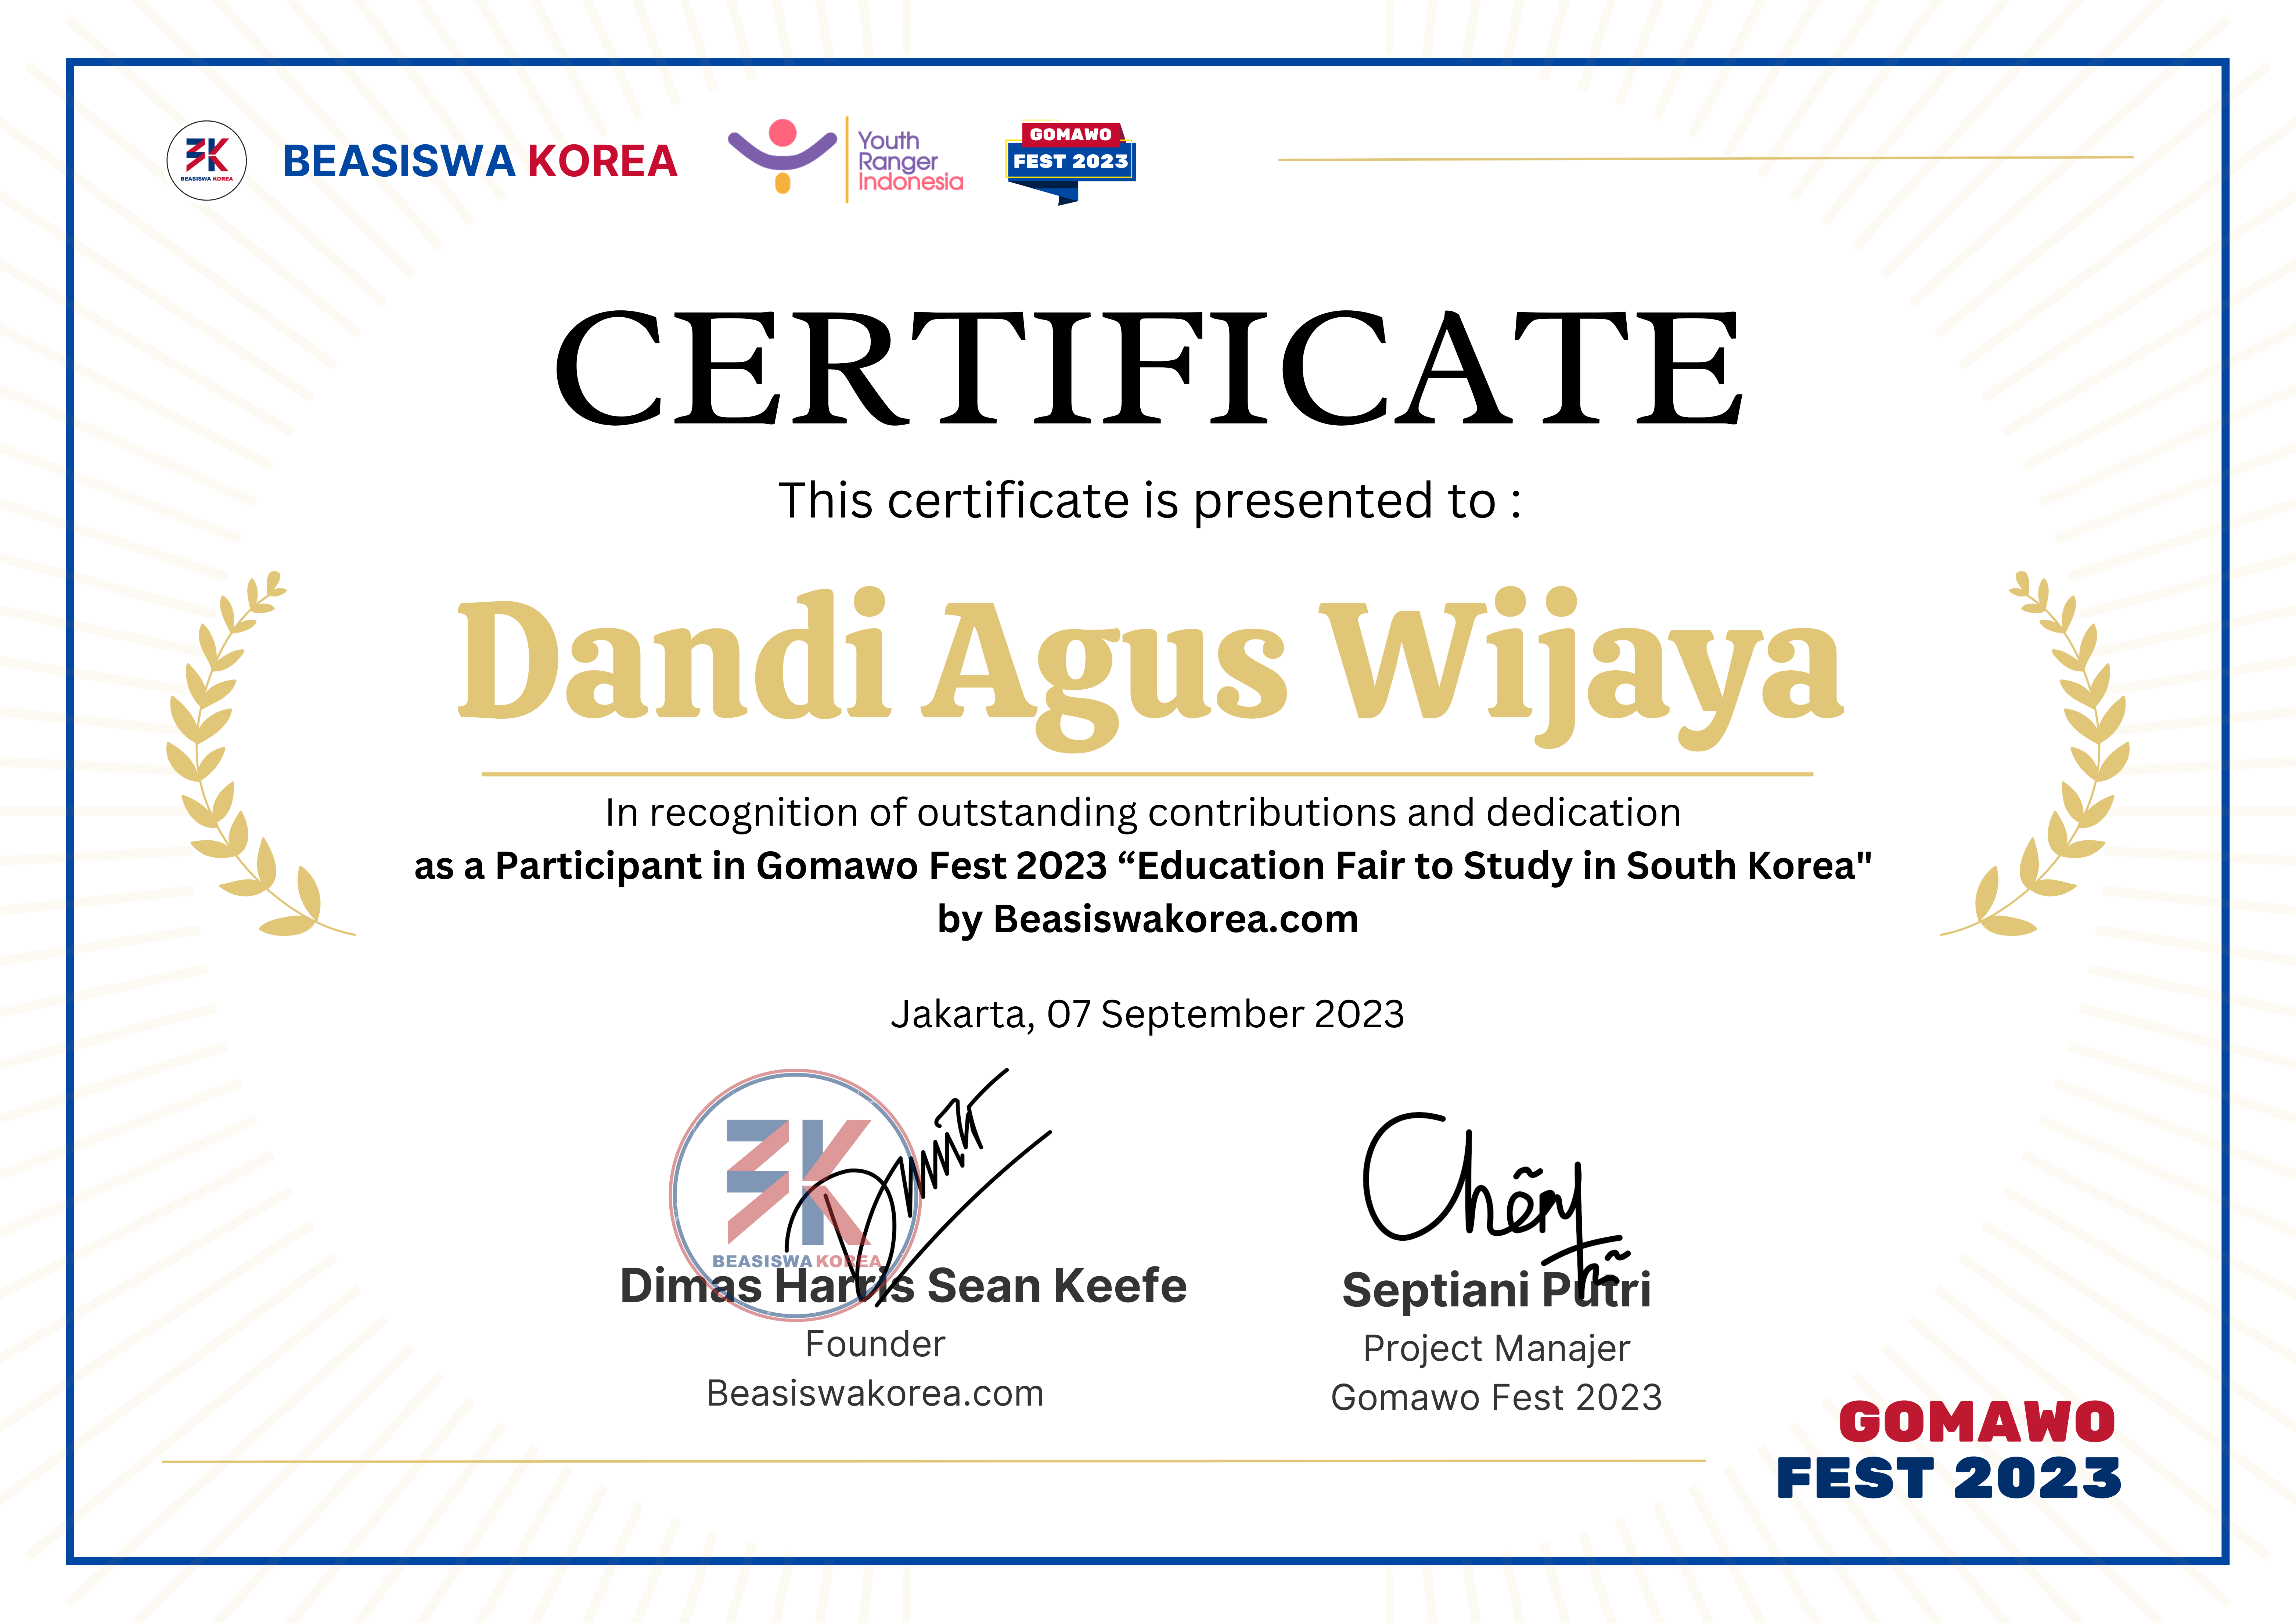 BEASISWA KOREA
BEASISWA KOREA
Youth
Ranger
Indonesia
GOMAWO
FEST 2023
CERTIFICATE
This certificate is presented to :
Dandi Agus Wijaya
In recognition of outstanding contributions and dedication
as a Participant in Gomawo Fest 2023 “Education Fair to Study in South Korea"
by Beasiswakorea.com
Jakarta, 07 September 2023
BEASISWA KOREA
Dimas Harris Sean Keefe
Founder
Beasiswakorea.com
Septiani Putri
Project Manajer
Gomawo Fest 2023
GOMAWO
FEST 2023